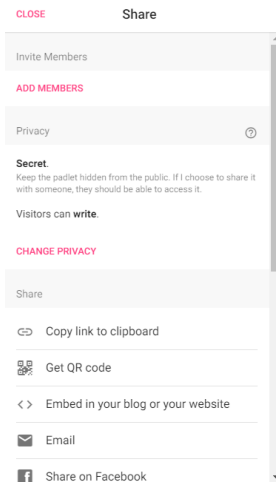 CLOSE Share
Invite Members
ADD MEMBERS
Privacy
Secret.
Keep the padlet hidden from the public. If I choose to share it
with someone, they should be able to access it.
Visitors can write.
CHANGE PRIVACY
Share
Copy link to clipboard
Get QR code
Embed in your blog or your website
Email
Share on Facebook